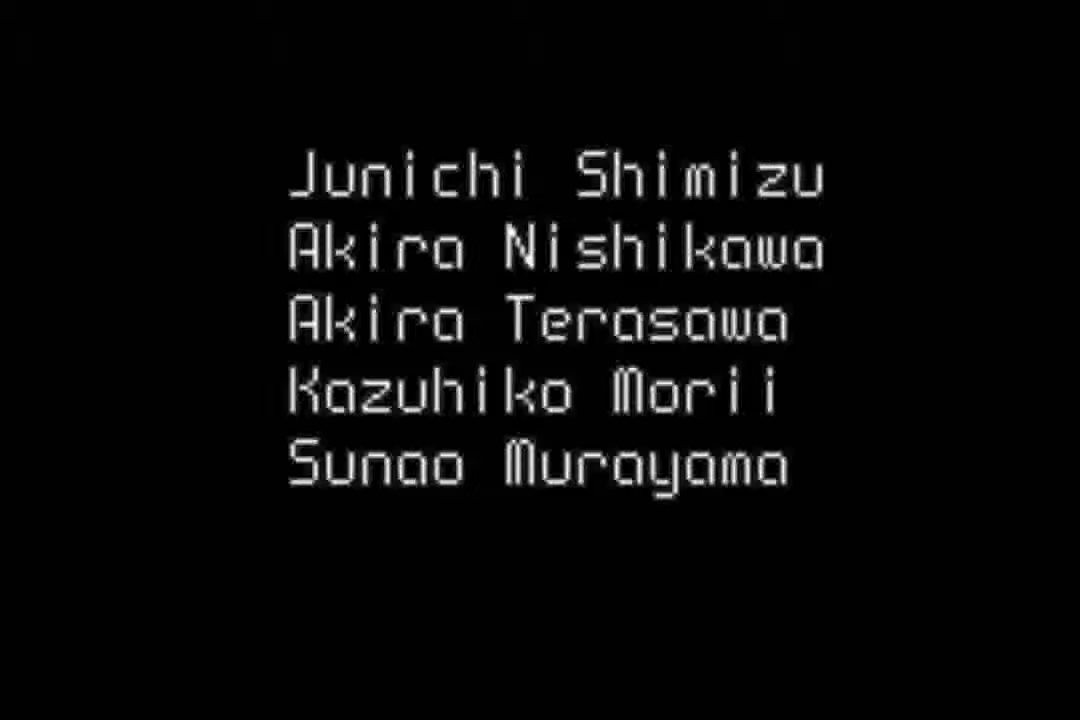 Junichi Shimizu
Akira Nishikawa
Akira Terasawa
Kazuhiko Morii
Sunao Murayama